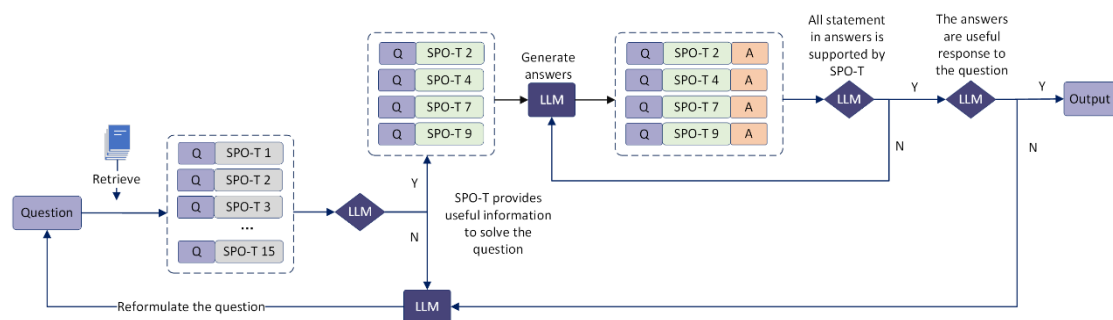 Question
Retrieve
Q SPO-T 1
Q SPO-T 2
Q SPO-T 3
...
Q SPO-T 15
LLM
Y
N
SPO-T provides
useful information
to solve the
question
Q SPO-T 2
Q SPO-T 4
Q SPO-T 7
Q SPO-T 9
Generate
answers
LLM
Q SPO-T 2 A
Q SPO-T 4 A
Q SPO-T 7 A
Q SPO-T 9 A
All statement
in answers is
supported by
SPO-T
LLM
Y
N
The answers
are useful
response to
the question
LLM
Y
N
Output
LLM
Reformulate the question